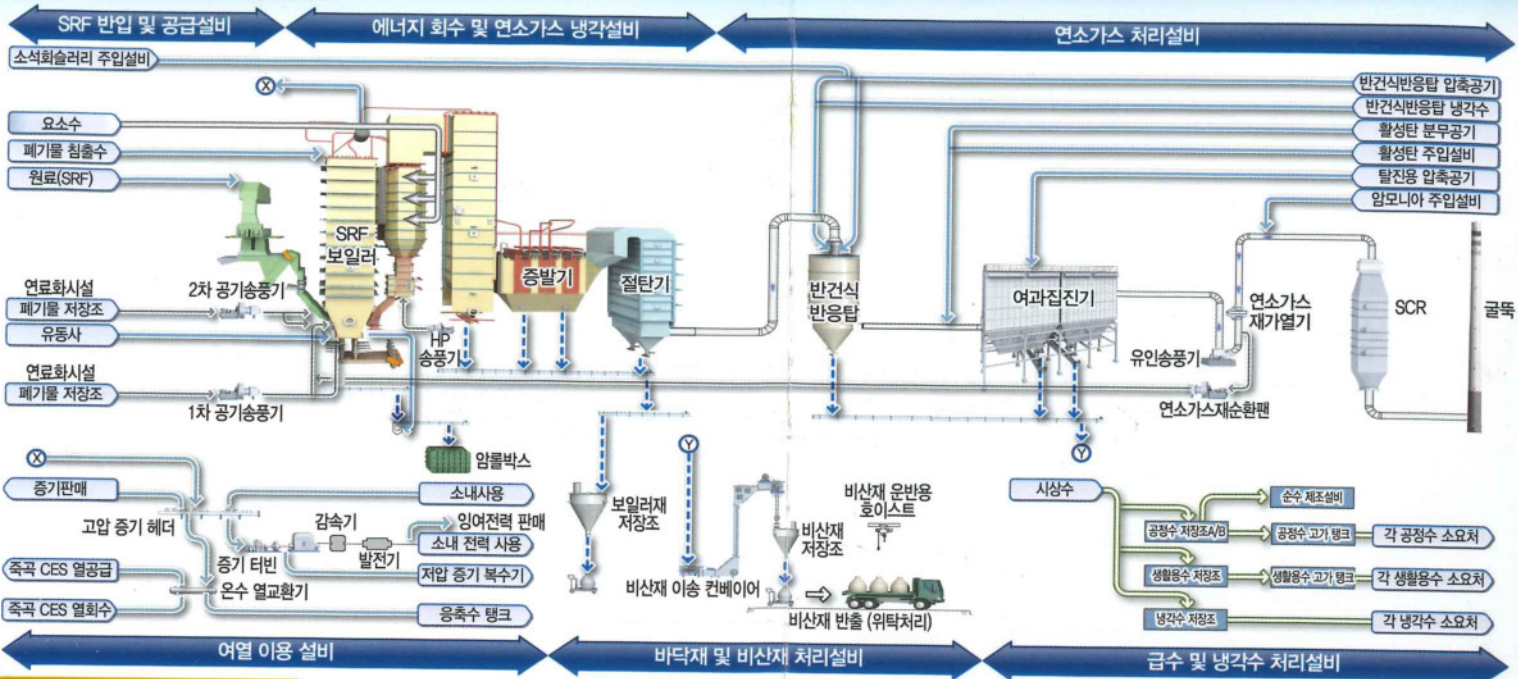 SRF 반입 및 공급설비
에너지 회수 및 연소가스 냉각설비
연소가스 처리설비
소석회슬러리 주입설비
X
요소수
폐기물 침출수
원료(SRF)
반건식반응탑 압축공기
반건식반응탑 냉각수
활성탄 분무공기
활성탄 주입설비
탈진용 압축공기
암모니아 주입설비
SRF
보일러
증발기
절탄기
반건식
반응탑
여과집진기
연소가스
재가열기
SCR
굴뚝
연료화시설
폐기물 저장조
2차 공기송풍기
유동사
HP
송풍기
유인송풍기
연료화시설
폐기물 저장조
1차 공기송풍기
연소가스재순환팬
암롤박스
Y
Y
X
증기판매
고압 증기 헤더
소내사용
감속기
잉여전력 판매
소내 전력 사용
증기 터빈
발전기
죽곡 CES 열공급
저압 증기 복수기
온수 열교환기
죽곡 CES 열회수
응축수 탱크
보일러재
저장조
비산재 운반용
호이스트
비산재
저장조
비산재 이송 컨베이어
비산재 반출 (위탁처리)
시상수
순수 제조설비
공정수 저장조A/B
공정수 고가 탱크
각 공정수 소요처
생활용수 저장조
생활용수 고가 탱크
각 생활용수 소요처
냉각수 저장조
각 냉각수 소요처
여열 이용 설비
바닥재 및 비산재 처리설비
급수 및 냉각수 처리설비